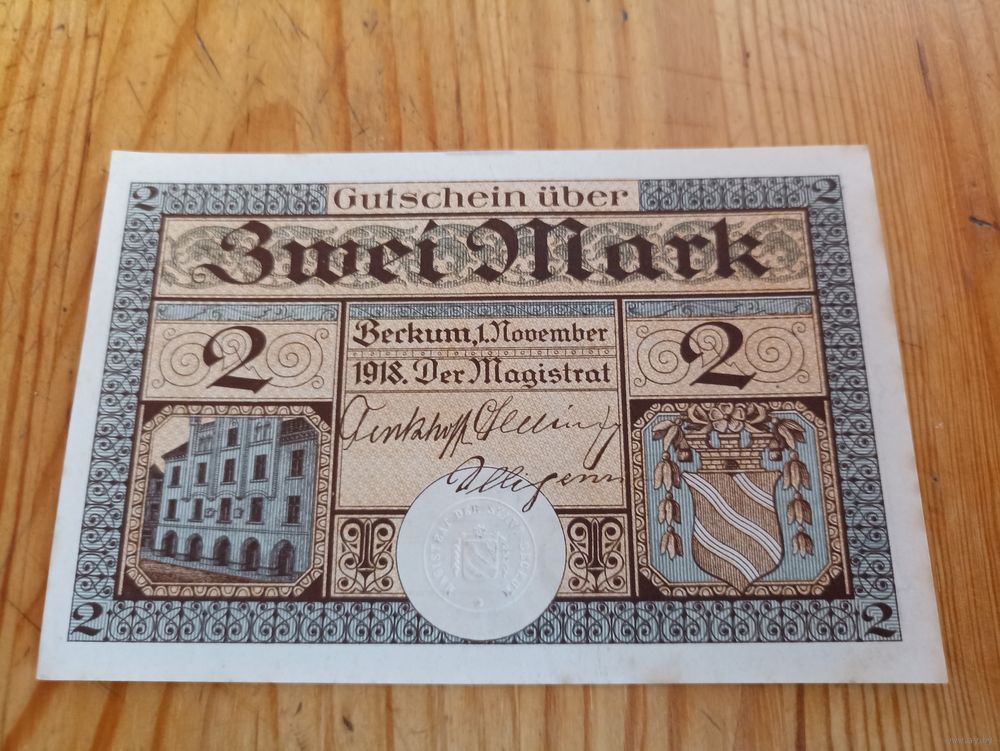 2 Gutschein über 2
Zwei Mark
2 Beckum, 1. November 2
1918. Der Magistrat
2 2